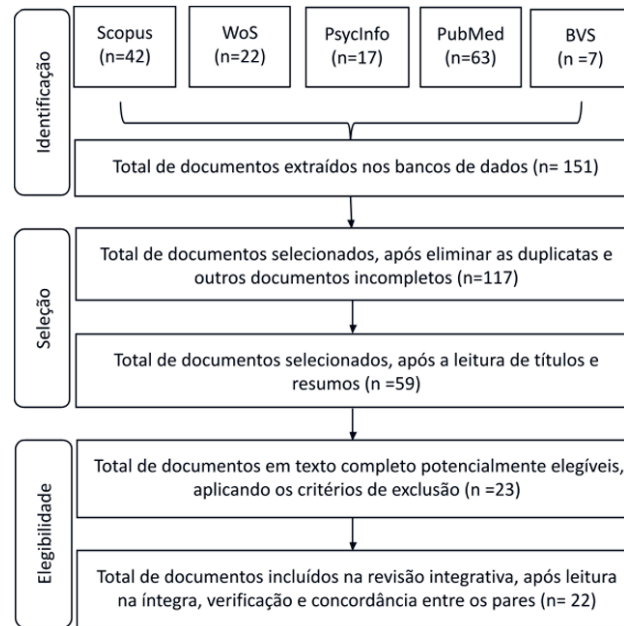 Identificação
Scopus
(n=42)
WoS
(n=22)
PsycInfo
(n=17)
PubMed
(n=63)
BVS
(n =7)
Total de documentos extraídos nos bancos de dados (n= 151)
Seleção
Total de documentos selecionados, após eliminar as duplicatas e
outros documentos incompletos (n=117)
Total de documentos selecionados, após a leitura de títulos e
resumos (n =59)
Elegibilidade
Total de documentos em texto completo potencialmente elegíveis,
aplicando os critérios de exclusão (n =23)
Total de documentos incluídos na revisão integrativa, após leitura
na íntegra, verificação e concordância entre os pares (n= 22)